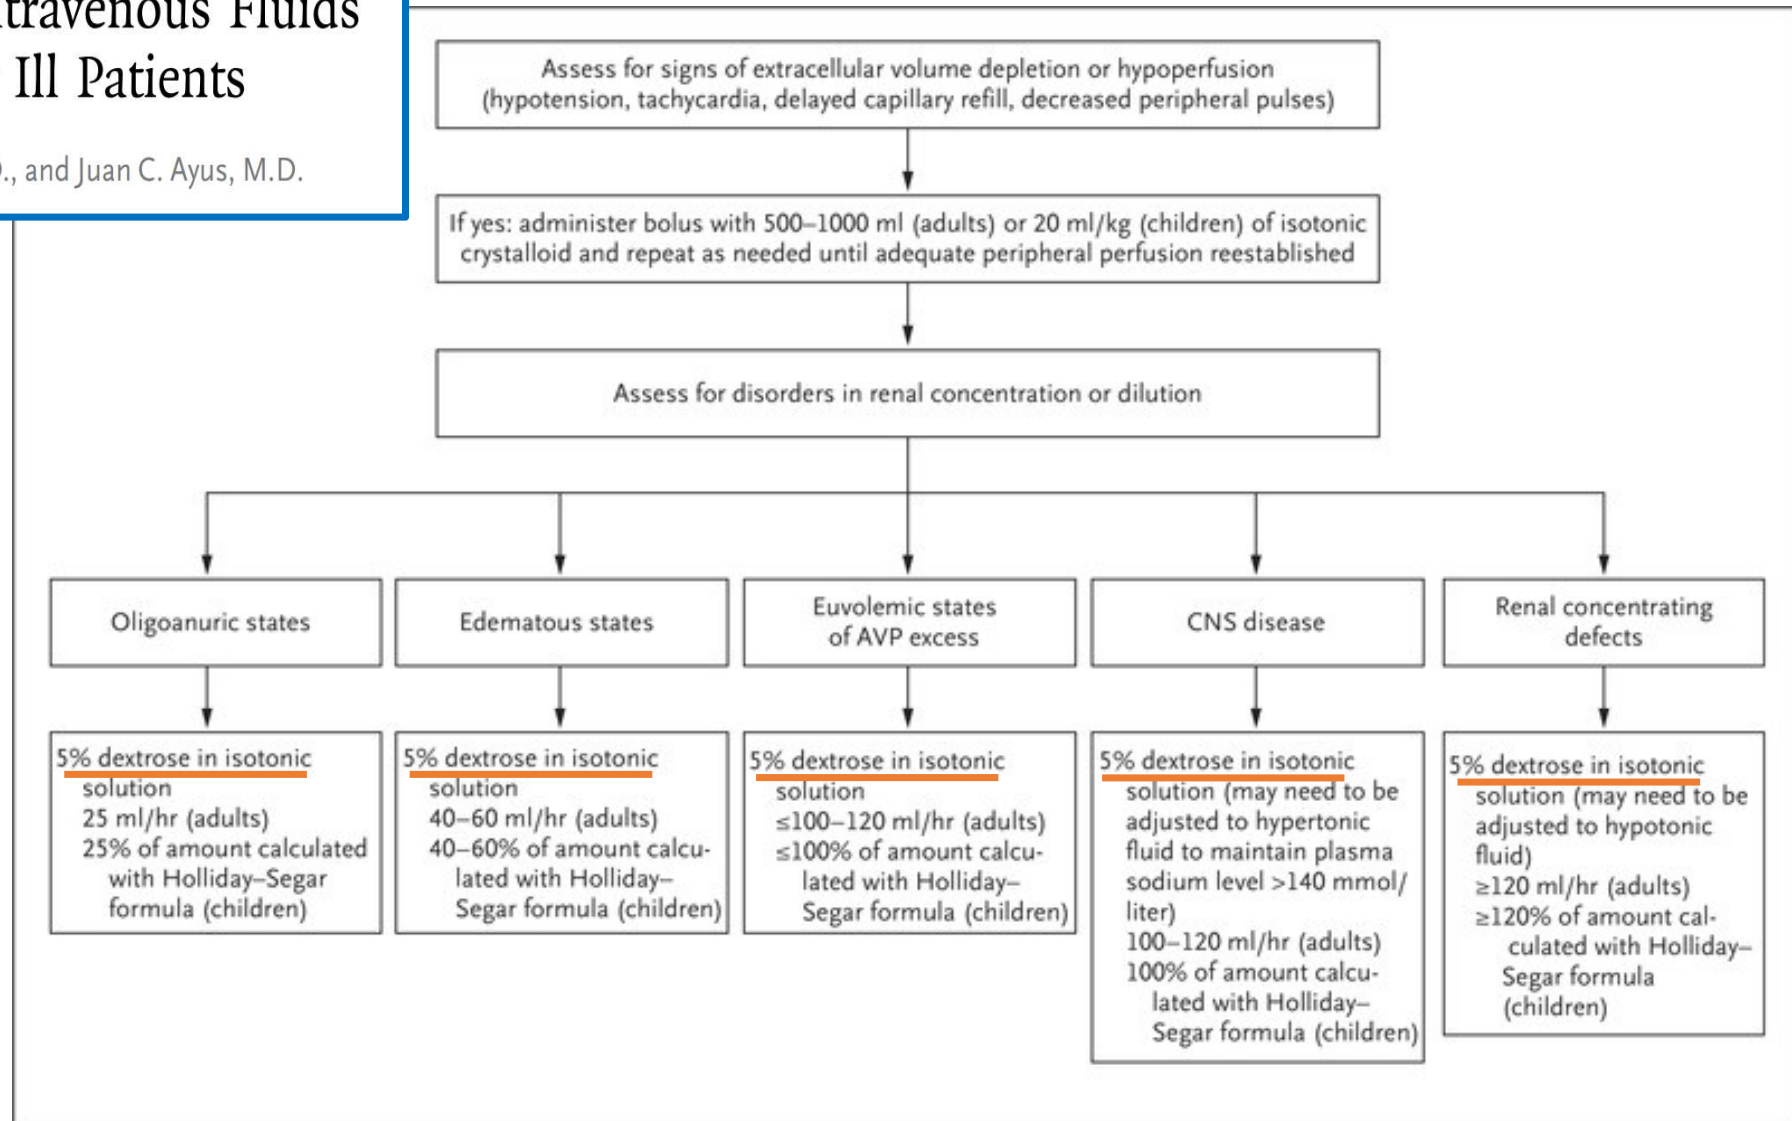 travenous Fluids
Ill Patients
., and Juan C. Ayus, M.D.
Assess for signs of extracellular volume depletion or hypoperfusion
(hypotension, tachycardia, delayed capillary refill, decreased peripheral pulses)
If yes: administer bolus with 500–1000 ml (adults) or 20 ml/kg (children) of isotonic
crystalloid and repeat as needed until adequate peripheral perfusion reestablished
Assess for disorders in renal concentration or dilution
Oligoanuric states
Edematous states
Euvolemic states
of AVP excess
CNS disease
Renal concentrating
defects
5% dextrose in isotonic
solution
25 ml/hr (adults)
25% of amount calculated
with Holliday–Segar
formula (children)
5% dextrose in isotonic
solution
40–60 ml/hr (adults)
40–60% of amount calcu-
lated with Holliday–
Segar formula (children)
5% dextrose in isotonic
solution
≤100–120 ml/hr (adults)
≤100% of amount calcu-
lated with Holliday–
Segar formula (children)
5% dextrose in isotonic
solution (may need to be
adjusted to hypertonic
fluid to maintain plasma
sodium level >140 mmol/
liter)
100–120 ml/hr (adults)
100% of amount calcu-
lated with Holliday–
Segar formula (children)
5% dextrose in isotonic
solution (may need to be
adjusted to hypotonic
fluid)
≥120 ml/hr (adults)
≥120% of amount cal-
culated with Holliday–
Segar formula
(children)